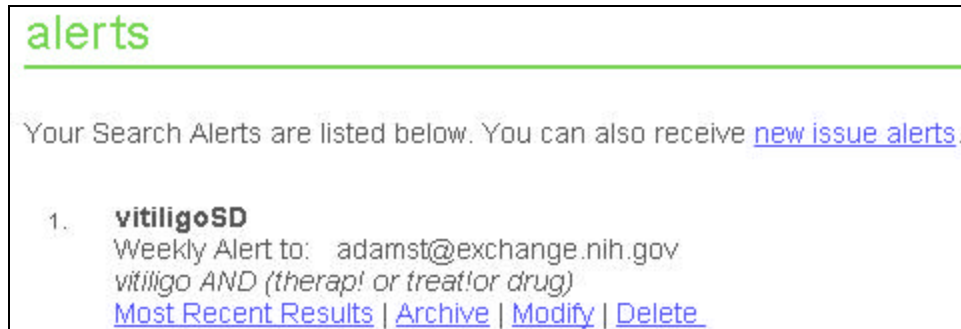 alerts
Your Search Alerts are listed below. You can also receive new issue alerts.
1. vitiligoSD
Weekly Alert to: adamst@exchange.nih.gov
vitiligo AND (therap! or treat!or drug)
Most Recent Results | Archive | Modify | Delete